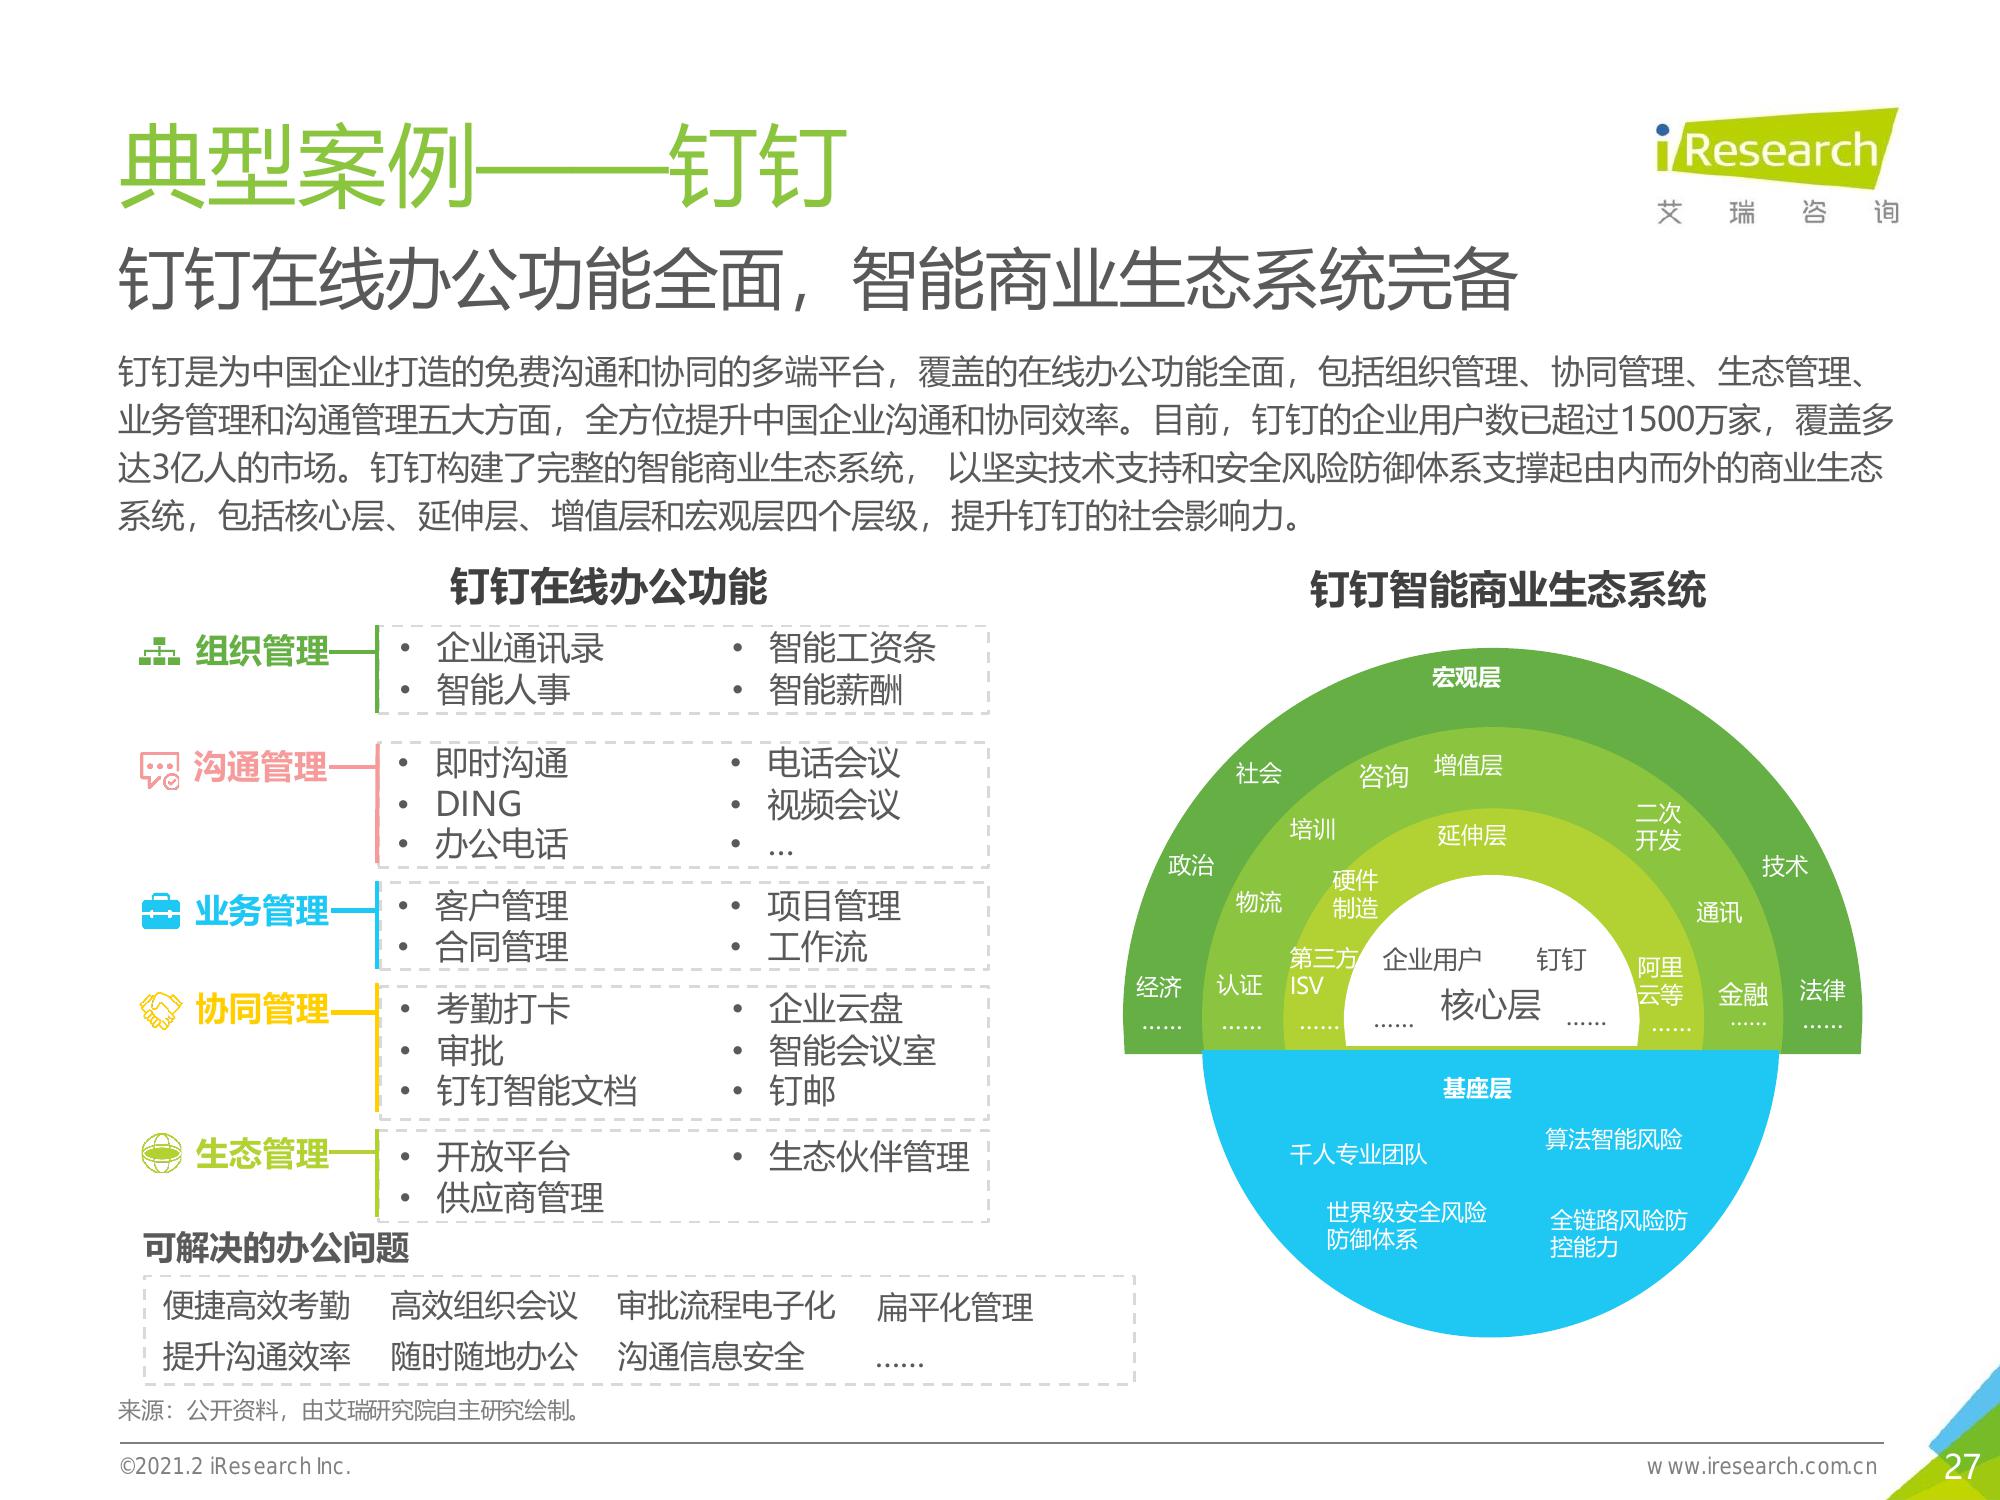 典型案例——钉钉
iResearch
艾瑞咨询
钉钉在线办公功能全面，智能商业生态系统完备
钉钉是为中国企业打造的免费沟通和协同的多端平台，覆盖的在线办公功能全面，包括组织管理、协同管理、生态管理、
业务管理和沟通管理五大方面，全方位提升中国企业沟通和协同效率。目前，钉钉的企业用户数已超过1500万家，覆盖多
达3亿人的市场。钉钉构建了完整的智能商业生态系统， 以坚实技术支持和安全风险防御体系支撑起由内而外的商业生态
系统，包括核心层、延伸层、增值层和宏观层四个层级，提升钉钉的社会影响力。
钉钉在线办公功能
组织管理
• 企业通讯录
• 智能工资条
• 智能人事
• 智能薪酬
沟通管理
• 即时沟通
• 电话会议
• DING
• 视频会议
• 办公电话
• ...
业务管理
• 客户管理
• 项目管理
• 合同管理
• 工作流
协同管理
• 考勤打卡
• 企业云盘
• 审批
• 智能会议室
• 钉钉智能文档
• 钉邮
生态管理
• 开放平台
• 生态伙伴管理
• 供应商管理
可解决的办公问题
便捷高效考勤 高效组织会议 审批流程电子化 扁平化管理
提升沟通效率 随时随地办公 沟通信息安全 ……
钉钉智能商业生态系统
宏观层
社会
政治
经济
……
技术
法律
……
增值层
咨询
培训
物流
认证
……
二次
开发
通讯
金融
……
延伸层
硬件
制造
第三方
ISV
……
阿里
云等
……
企业用户 钉钉
核心层
…… ……
基座层
千人专业团队
算法智能风险
世界级安全风险
防御体系
全链路风险防
控能力
来源：公开资料，由艾瑞研究院自主研究绘制。
©2021.2 iResearch Inc.
www.iresearch.com.cn
27